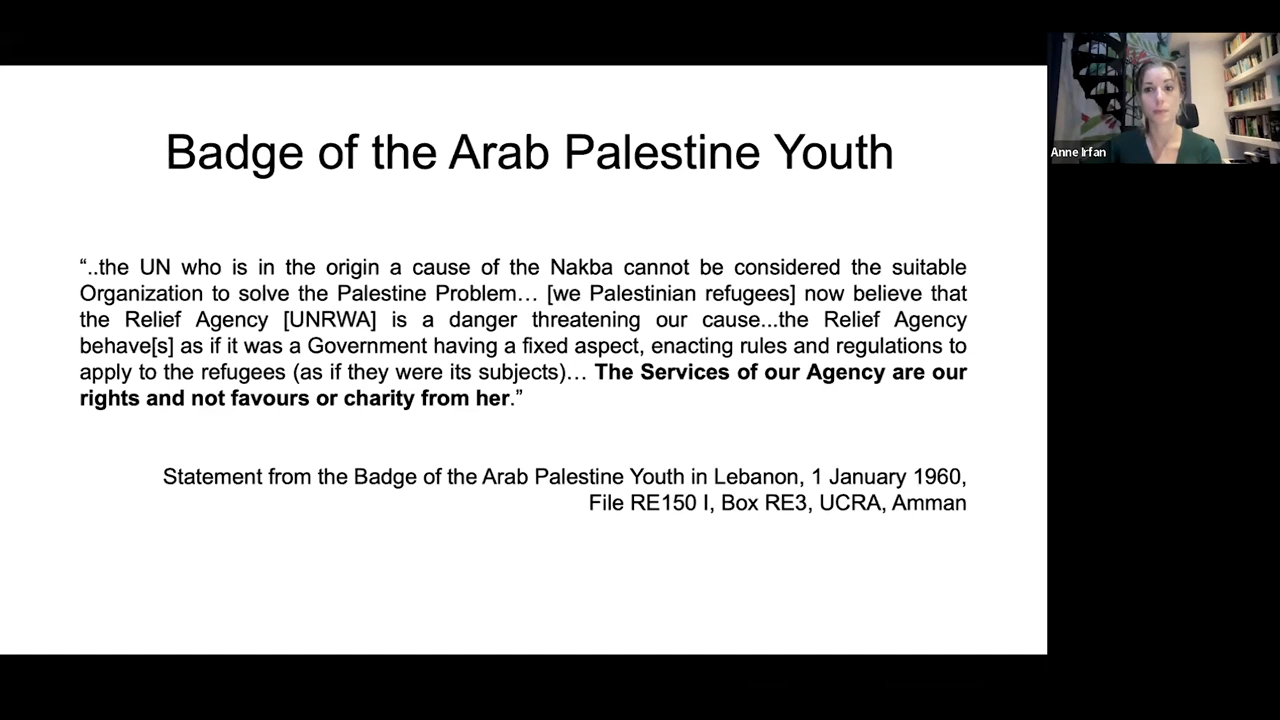 Badge of the Arab Palestine Youth
“..the UN who is in the origin a cause of the Nakba cannot be considered the suitable
Organization to solve the Palestine Problem… [we Palestinian refugees] now believe that
the Relief Agency [UNRWA] is a danger threatening our cause...the Relief Agency
behave[s] as if it was a Government having a fixed aspect, enacting rules and regulations to
apply to the refugees (as if they were its subjects)… The Services of our Agency are our
rights and not favours or charity from her.”
Statement from the Badge of the Arab Palestine Youth in Lebanon, 1 January 1960,
File RE150 I, Box RE3, UCRA, Amman
Anne Irfan